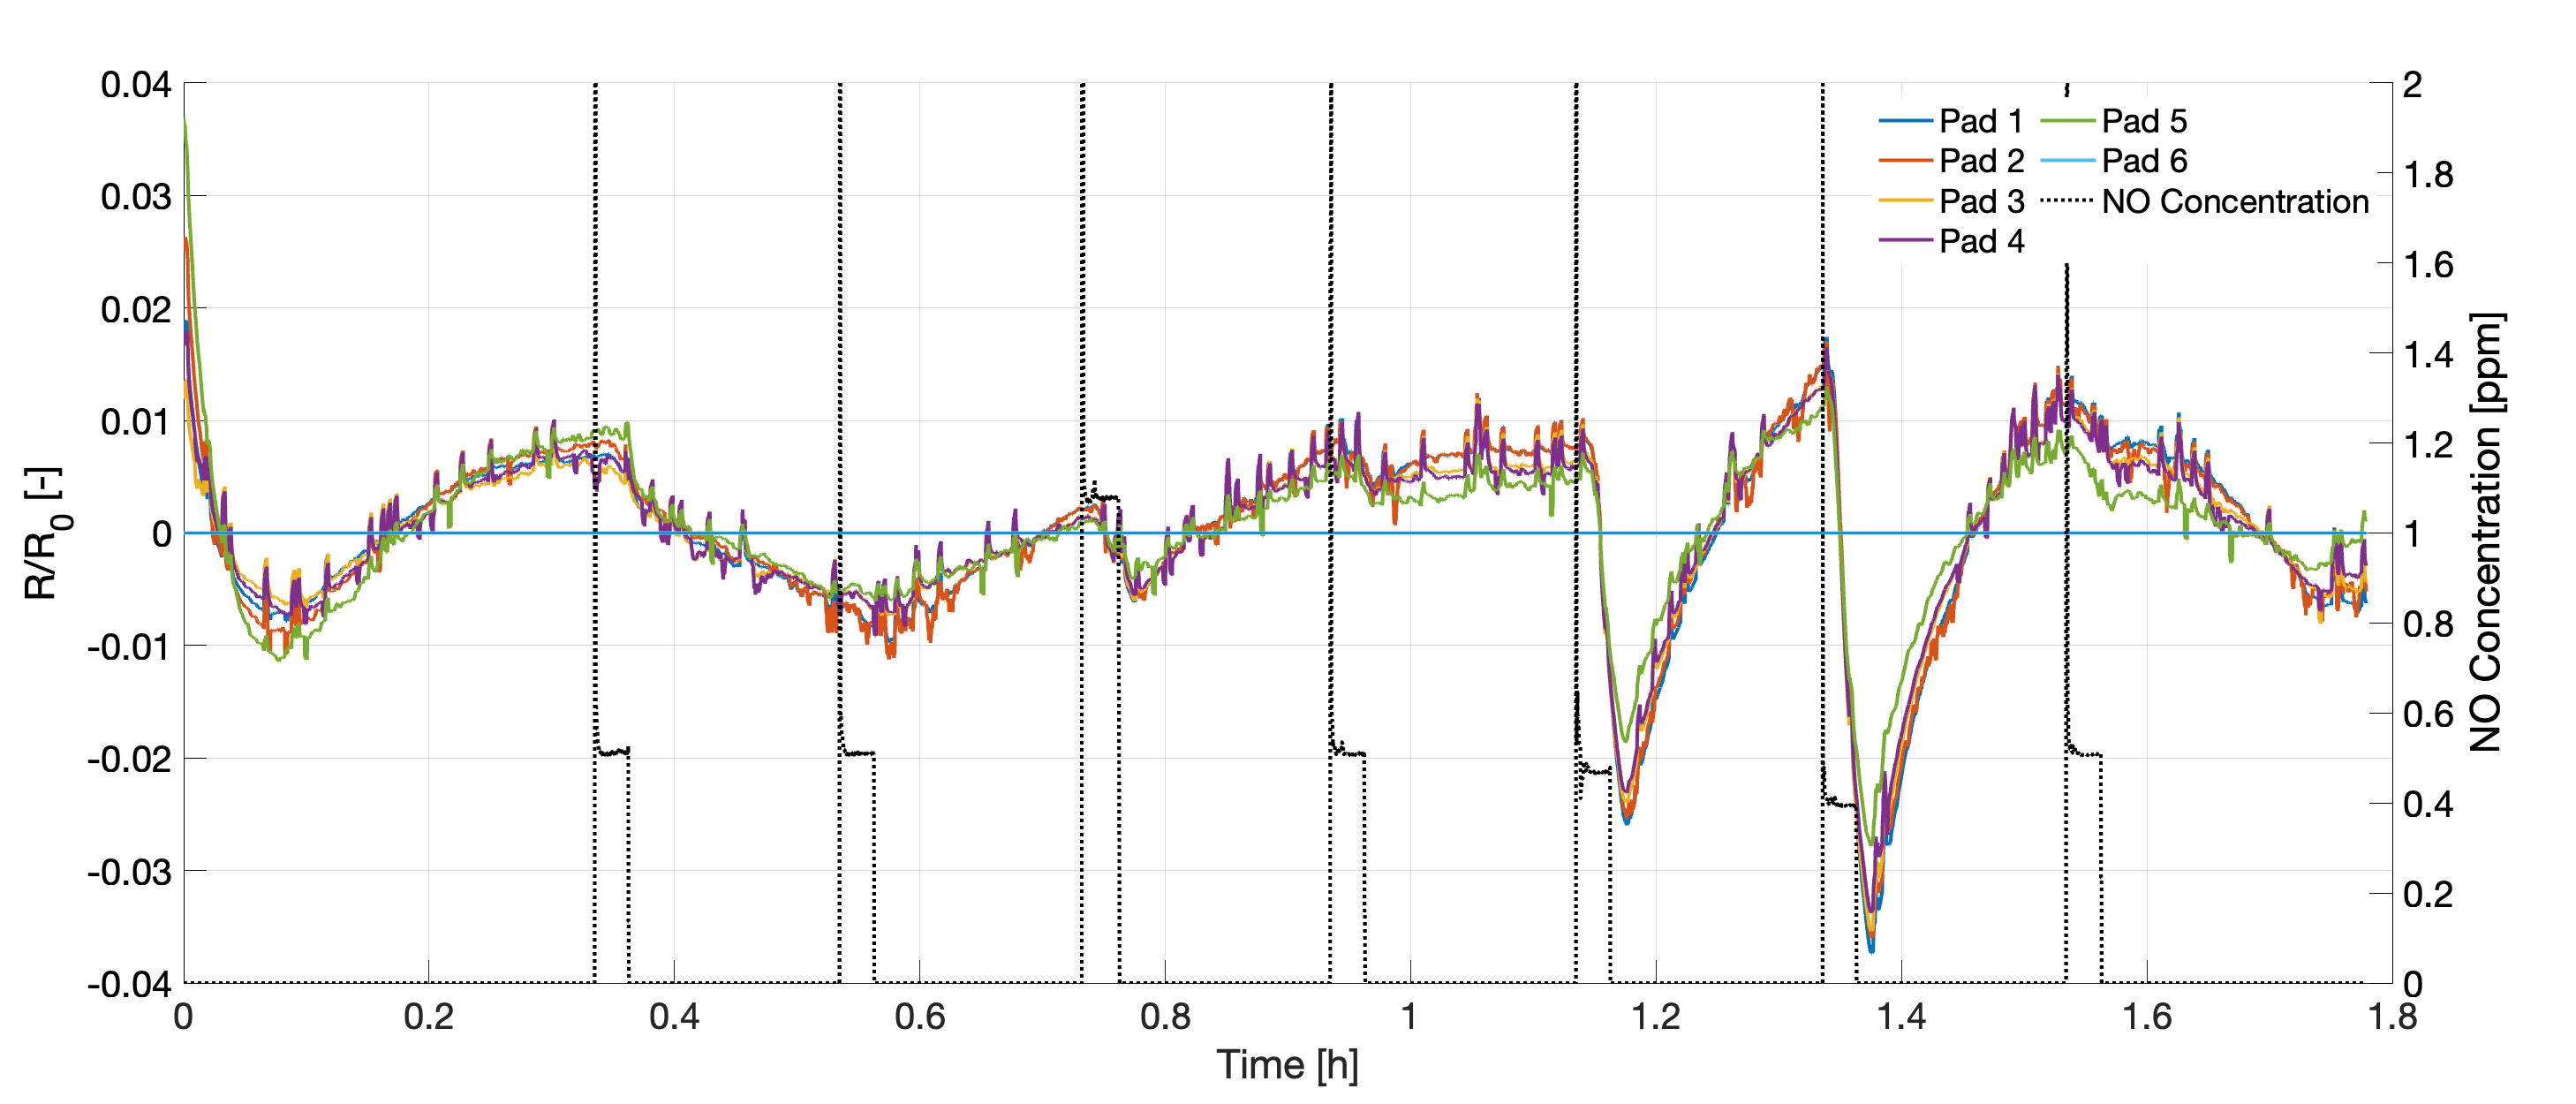 0.04
0.03
0.02
0.01
0
-0.01
-0.02
-0.03
-0.04
R/R0 [-]
0 0.2 0.4 0.6 0.8 1 1.2 1.4 1.6 1.8
Time [h]
2
1.8
1.6
1.4
1.2
1
0.8
0.6
0.4
0.2
0
NO Concentration [ppm]
Pad 1
Pad 2
Pad 3
Pad 4
Pad 5
Pad 6
NO Concentration